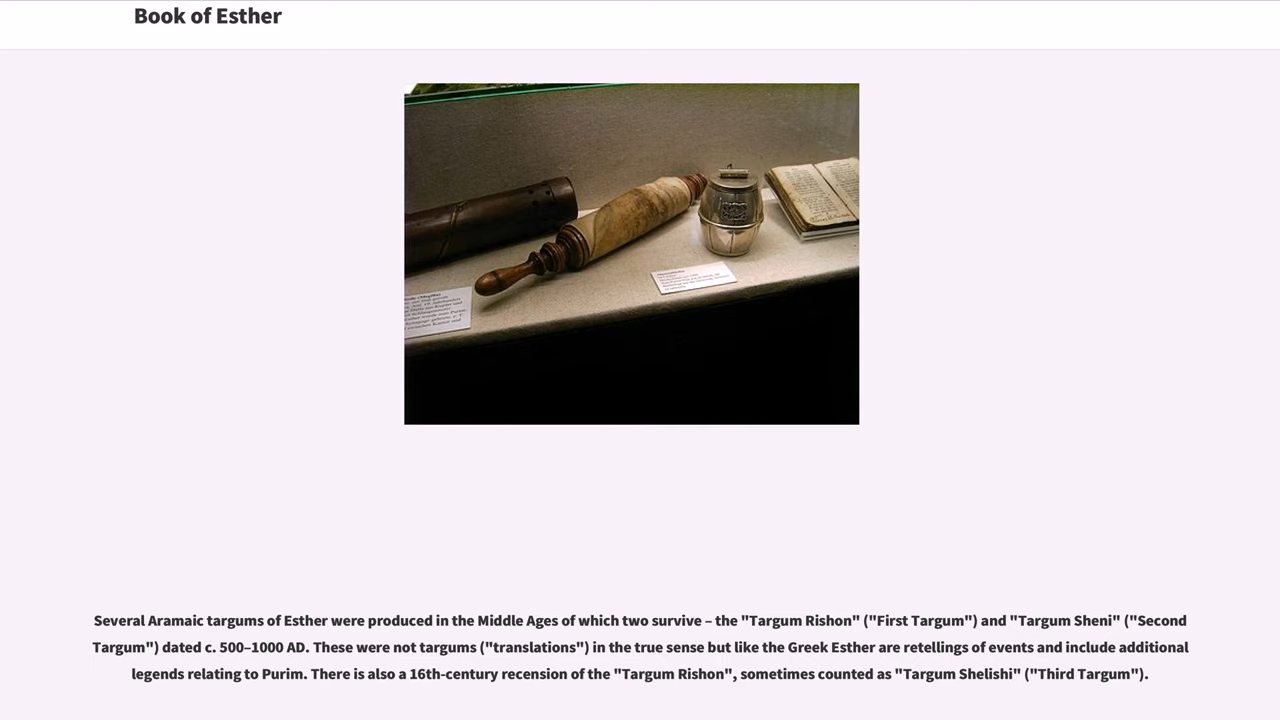 Book of Esther
Several Aramaic targums of Esther were produced in the Middle Ages of which two survive – the "Targum Rishon" ("First Targum") and "Targum Sheni" ("Second
Targum") dated c. 500–1000 AD. These were not targums ("translations") in the true sense but like the Greek Esther are retellings of events and include additional
legends relating to Purim. There is also a 16th-century recension of the "Targum Rishon", sometimes counted as "Targum Shelishi" ("Third Targum").